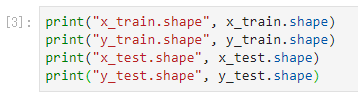 [3]: print("x_train.shape", x_train.shape)
print("y_train.shape", y_train.shape)
print("x_test.shape", x_test.shape)
print("y_test.shape", y_test.shape)